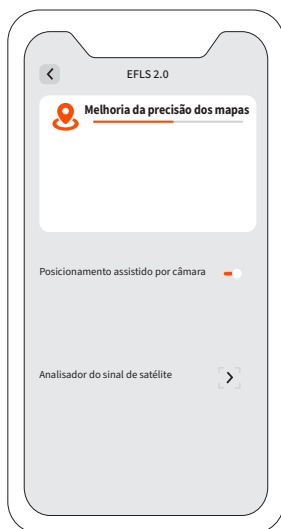 EFLS 2.0
Melhoria da precisão dos mapas
Posicionamento assistido por câmara
Analisador do sinal de satélite